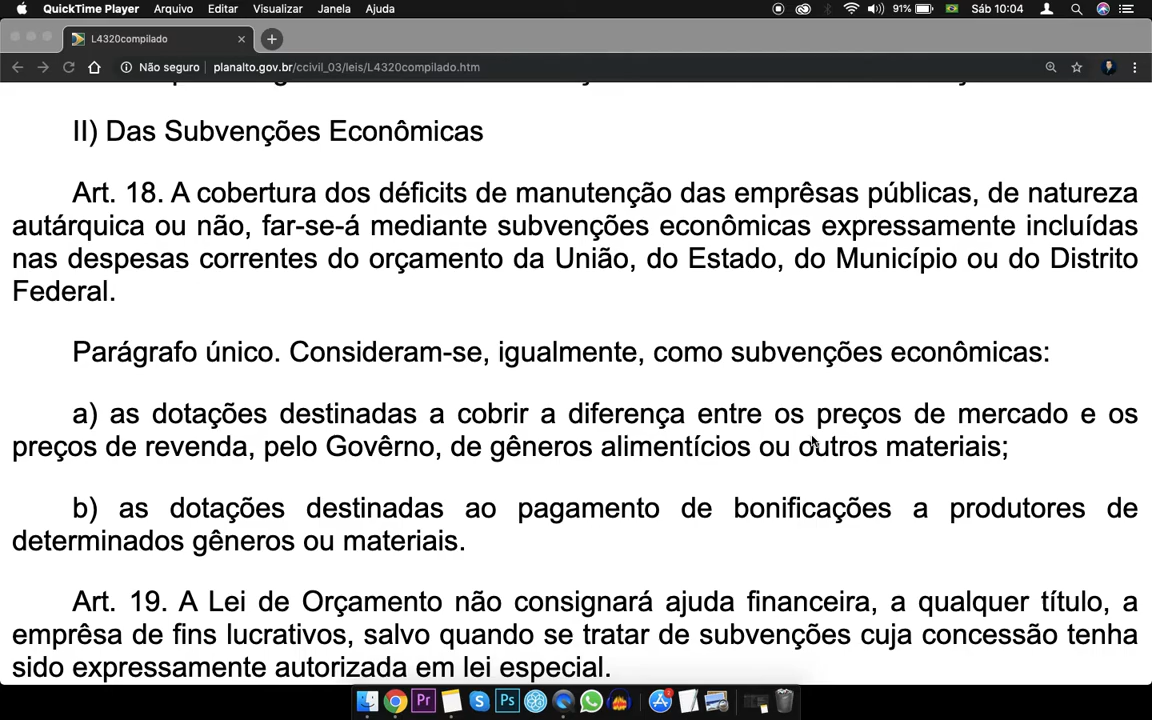 QuickTime Player Arquivo Editar Visualizar Janela Ajuda 91% Sáb 10:04
L4320compilado
Não seguro planalto.gov.br/ccivil_03/leis/L4320compilado.htm
II) Das Subvenções Econômicas
Art. 18. A cobertura dos déficits de manutenção das emprêsas públicas, de natureza
autárquica ou não, far-se-á mediante subvenções econômicas expressamente incluídas
nas despesas correntes do orçamento da União, do Estado, do Município ou do Distrito
Federal.
Parágrafo único. Consideram-se, igualmente, como subvenções econômicas:
a) as dotações destinadas a cobrir a diferença entre os preços de mercado e os
preços de revenda, pelo Govêrno, de gêneros alimentícios ou outros materiais;
b) as dotações destinadas ao pagamento de bonificações a produtores de
determinados gêneros ou materiais.
Art. 19. A Lei de Orçamento não consignará ajuda financeira, a qualquer título, a
emprêsa de fins lucrativos, salvo quando se tratar de subvenções cuja concessão tenha
sido expressamente autorizada em lei especial.
Pr Ps